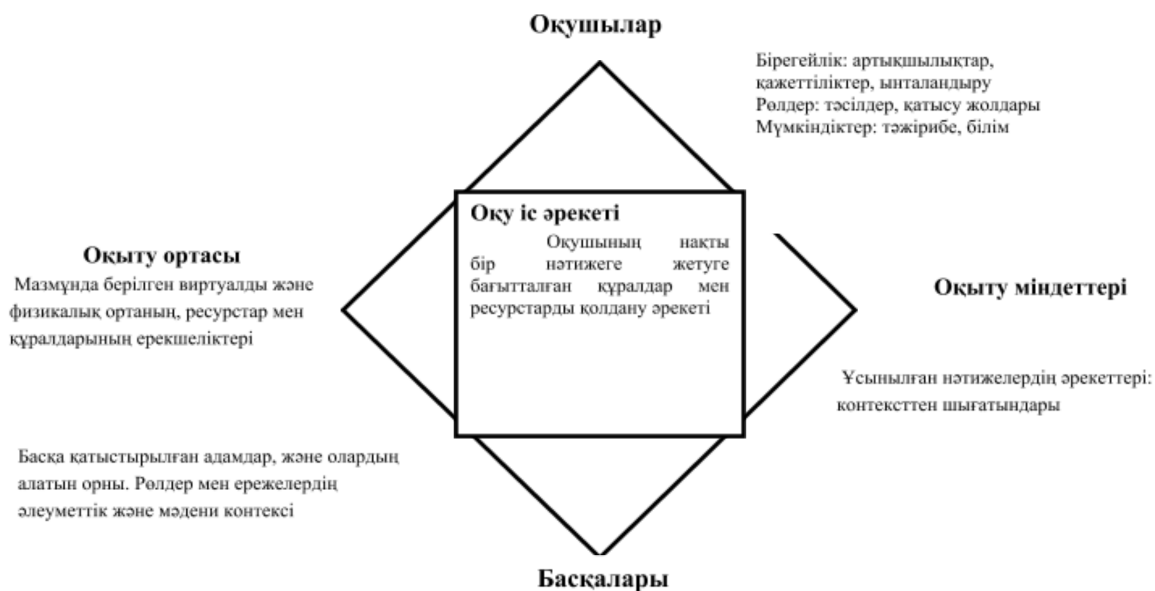 Оқушылар
Бірегейлік: артықшылықтар,
қажеттіліктер, ынталандыру
Рөлдер: тәсілдер, қатысу жолдары
Мүмкіндіктер: тәжірибе, білім
Оқу іс әрекеті
Оқушының нақты
бір нәтижеге жетуге
бағытталған құралдар мен
ресурстарды қолдану әрекеті
Оқыту ортасы
Мазмұнда берілген виртуалды және
физикалық ортаның, ресурстар мен
құралдарының ерекшеліктері
Оқыту міндеттері
Ұсынылған нәтижелердің әрекеттері:
контексттен шығатындары
Басқа қатыстырылған адамдар, және олардың
алатын орны. Рөлдер мен ережелердің
әлеуметтік және мәдени контексі
Басқалары